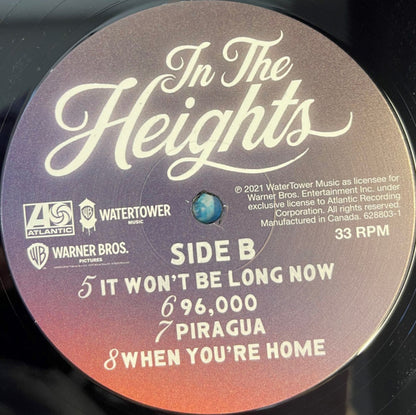 In The
Heights
℗ 2021 WaterTower Music as licensee for
Warner Bros. Entertainment Inc. under
exclusive license to Atlantic Recording
Corporation. All rights reserved.
Manufactured in Canada. 628803-1
33 RPM
ATLANTIC
WATERTOWER
MUSIC
WB
WARNER BROS.
PICTURES
SIDE B
5 IT WON'T BE LONG NOW
6 96,000
7 PIRAGUA
8 WHEN YOU'RE HOME